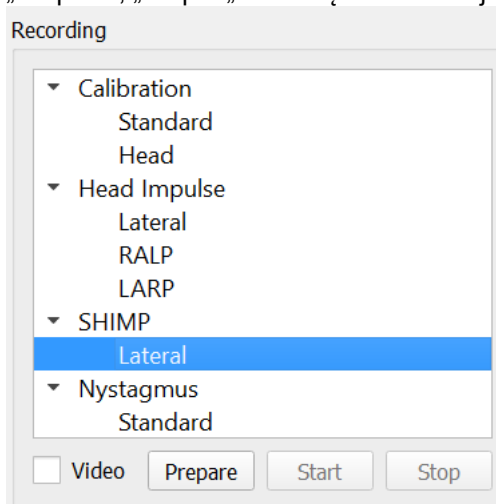 Recording
Calibration
Standard
Head
Head Impulse
Lateral
RALP
LARP
SHIMP
Lateral
Nystagmus
Standard
Video Prepare Start Stop